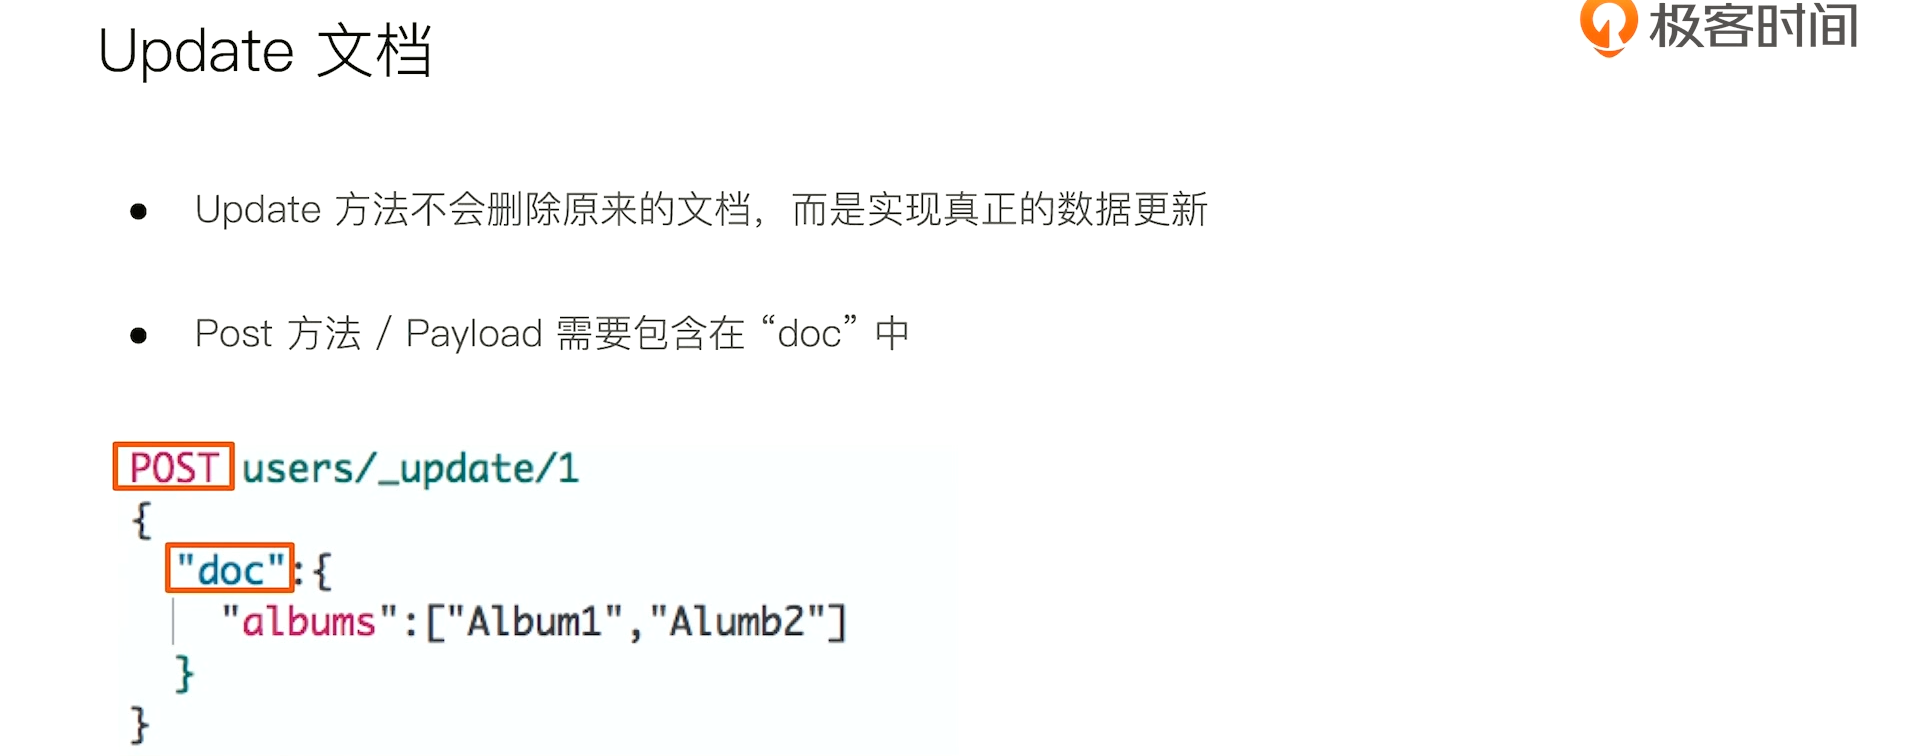 Update 文档
极客时间
Update 方法不会删除原来的文档，而是实现真正的数据更新
Post 方法 / Payload 需要包含在 “doc” 中
POST users/_update/1
{
"doc":{
"albums":["Album1","Alumb2"]
}
}